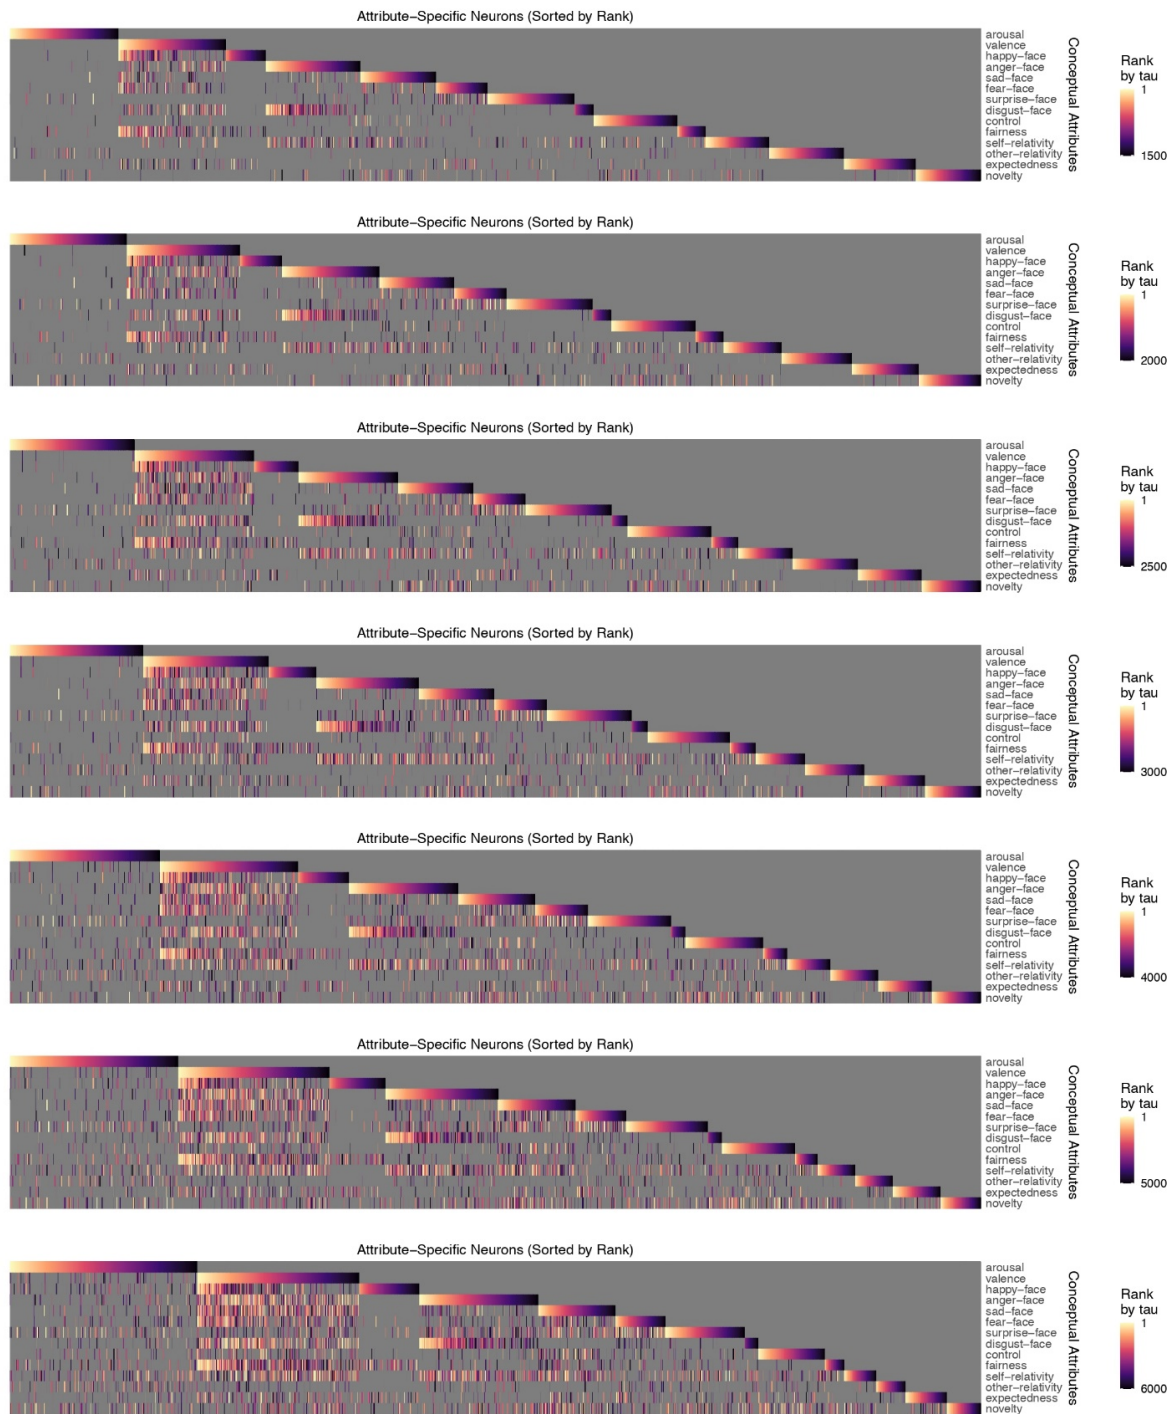 Attribute−Specific Neurons (Sorted by Rank)
arousal
valence
happy−face
anger−face
sad−face
fear−face
surprise−face
disgust−face
control
fairness
self−relativity
other−relativity
expectedness
novelty
Conceptual Attributes
Rank
by tau
1
1500
Attribute−Specific Neurons (Sorted by Rank)
arousal
valence
happy−face
anger−face
sad−face
fear−face
surprise−face
disgust−face
control
fairness
self−relativity
other−relativity
expectedness
novelty
Conceptual Attributes
Rank
by tau
1
2000
Attribute−Specific Neurons (Sorted by Rank)
arousal
valence
happy−face
anger−face
sad−face
fear−face
surprise−face
disgust−face
control
fairness
self−relativity
other−relativity
expectedness
novelty
Conceptual Attributes
Rank
by tau
1
2500
Attribute−Specific Neurons (Sorted by Rank)
arousal
valence
happy−face
anger−face
sad−face
fear−face
surprise−face
disgust−face
control
fairness
self−relativity
other−relativity
expectedness
novelty
Conceptual Attributes
Rank
by tau
1
3000
Attribute−Specific Neurons (Sorted by Rank)
arousal
valence
happy−face
anger−face
sad−face
fear−face
surprise−face
disgust−face
control
fairness
self−relativity
other−relativity
expectedness
novelty
Conceptual Attributes
Rank
by tau
1
4000
Attribute−Specific Neurons (Sorted by Rank)
arousal
valence
happy−face
anger−face
sad−face
fear−face
surprise−face
disgust−face
control
fairness
self−relativity
other−relativity
expectedness
novelty
Conceptual Attributes
Rank
by tau
1
5000
Attribute−Specific Neurons (Sorted by Rank)
arousal
valence
happy−face
anger−face
sad−face
fear−face
surprise−face
disgust−face
control
fairness
self−relativity
other−relativity
expectedness
novelty
Conceptual Attributes
Rank
by tau
1
6000